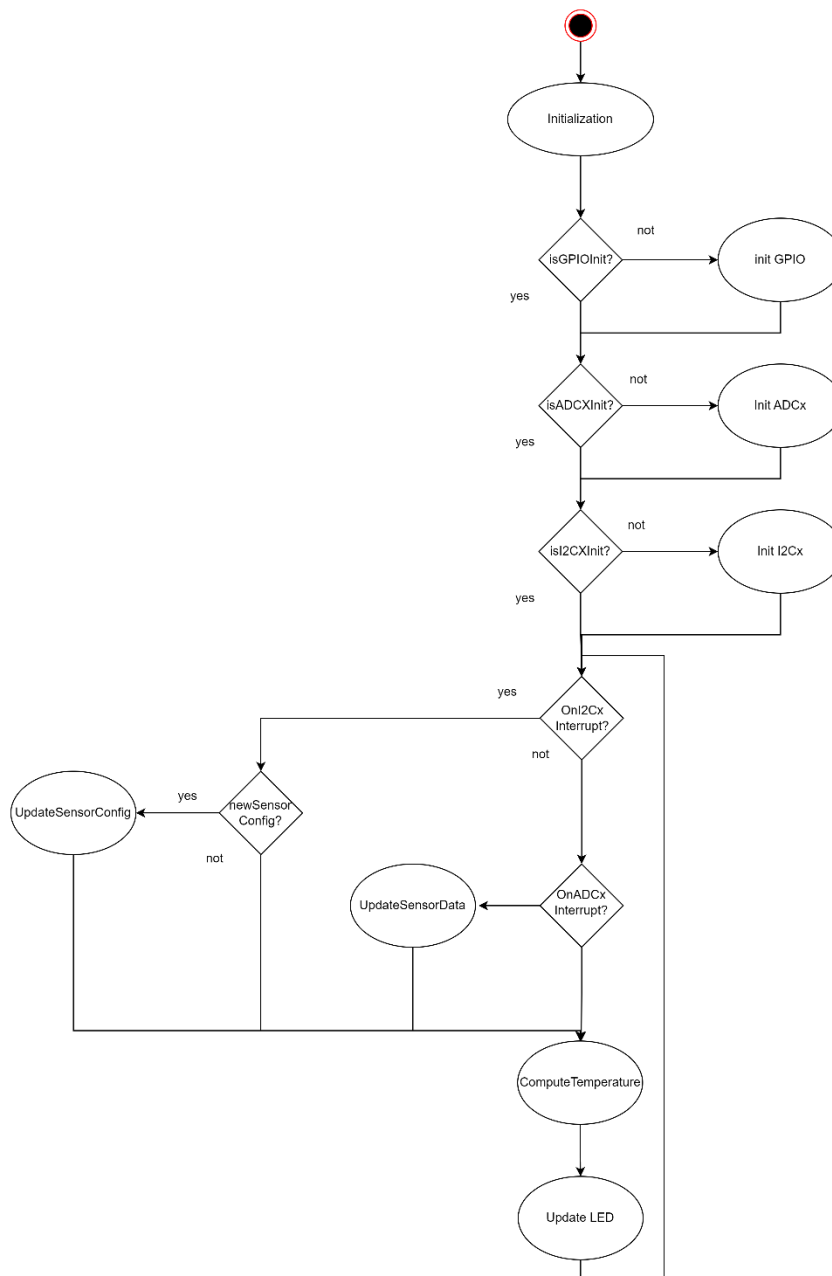 Initialization
not
isGPIOInit?
init GPIO
yes
not
isADCXInit?
Init ADCx
yes
not
isI2CXInit?
Init I2Cx
yes
yes
OnI2Cx
Interrupt?
not
yes
newSensor
Config?
UpdateSensorConfig
not
OnADCx
Interrupt?
UpdateSensorData
ComputeTemperature
Update LED